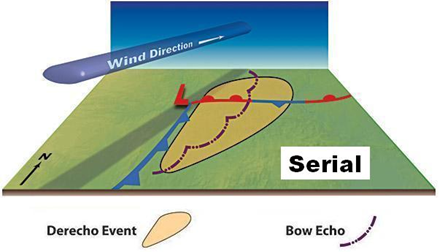 Wind Direction
L
N
Serial
Derecho Event
Bow Echo